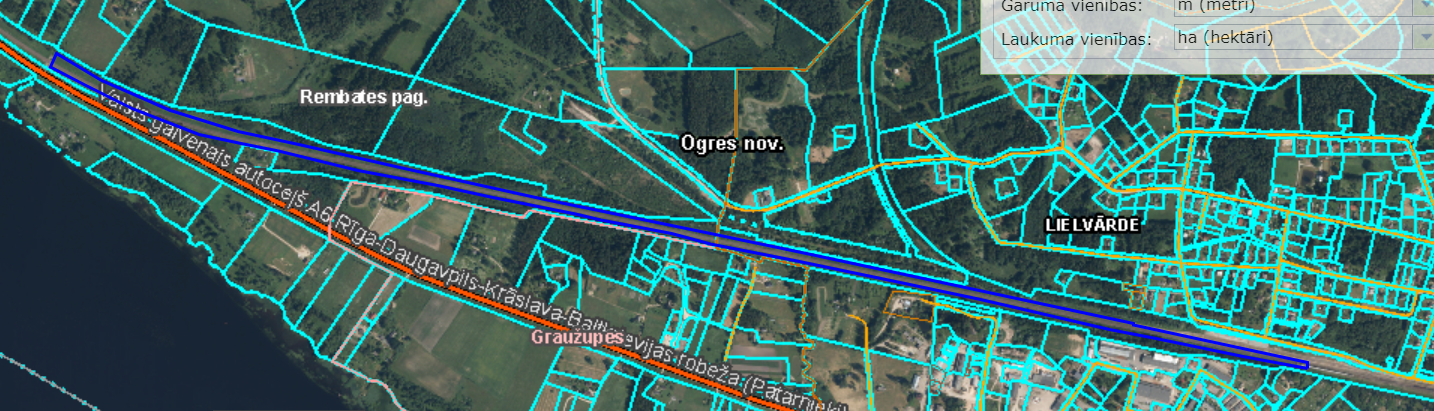 Garuma vienības: m (metri)
Laukuma vienības: ha (hektāri)
Rembates pag.
Valsts galvenais autoceļš A6 Rīga-Daugavpils-Krāslava-Baltkrievijas robeža (Pātarnieki)
Ogres nov.
LIELVĀRDE
Grauzupes